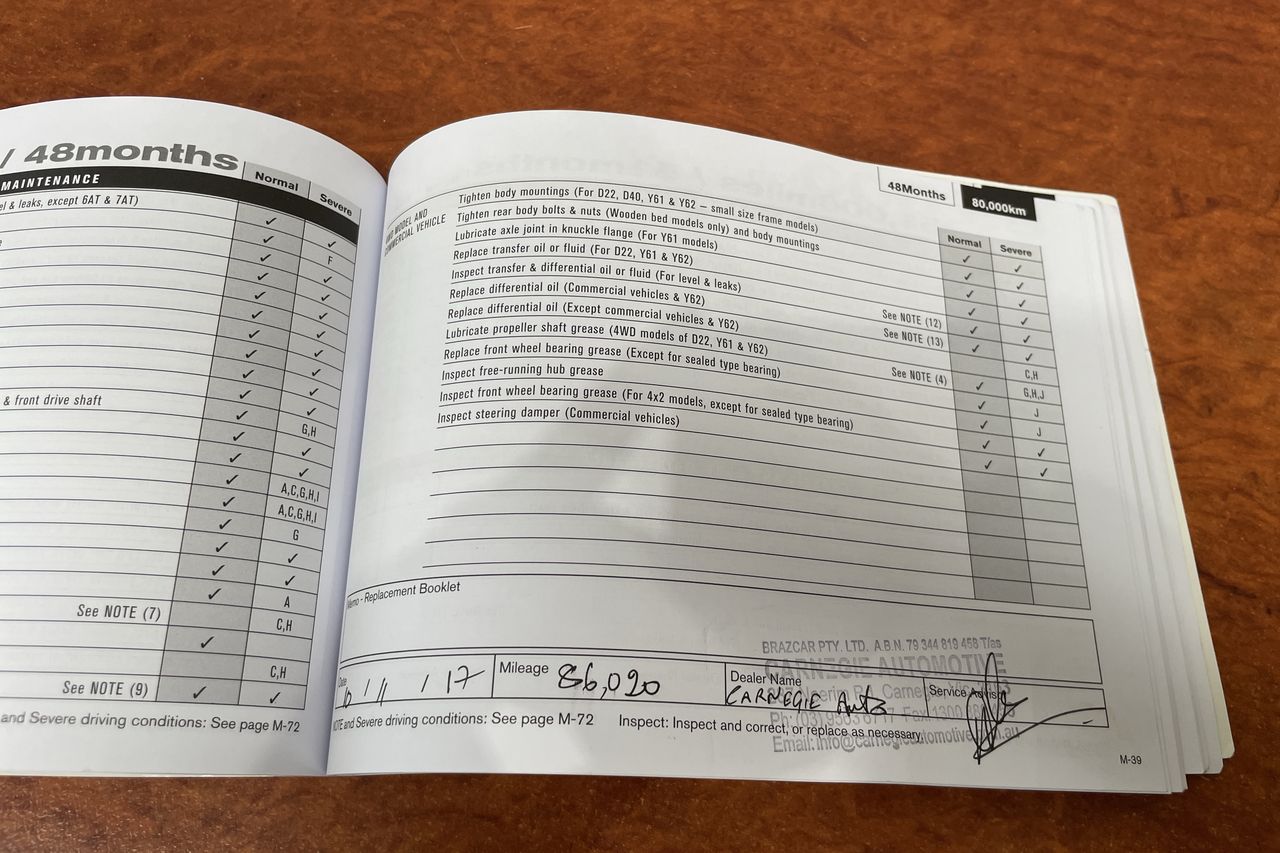 / 48months
MAINTENANCE
Normal
Severe
& leaks, except 6AT & 7AT)
✓ ✓
✓ F
✓ ✓
✓ ✓
✓ ✓
✓ ✓
✓ ✓
✓ ✓
✓ ✓
& front drive shaft
✓ G,H
✓ ✓
✓ ✓
✓ A,C,G,H,I
✓ A,C,G,H,I
✓ G
✓ ✓
✓ ✓
✓ A
See NOTE (7)
C,H
✓
C,H
See NOTE (9) ✓ ✓
and Severe driving conditions: See page M-72
48Months
80,000km
MODEL AND
COMMERCIAL VEHICLE
Normal
Severe
Tighten body mountings (For D22, D40, Y61 & Y62 – small size frame models) ✓ ✓
Tighten rear body bolts & nuts (Wooden bed models only) and body mountings ✓ ✓
Lubricate axle joint in knuckle flange (For Y61 models) ✓ ✓
Replace transfer oil or fluid (For D22, Y61 & Y62) ✓ ✓
Inspect transfer & differential oil or fluid (For level & leaks) ✓ ✓
Replace differential oil (Commercial vehicles & Y62) See NOTE (12) ✓ ✓
Replace differential oil (Except commercial vehicles & Y62) See NOTE (13) C,H
Lubricate propeller shaft grease (4WD models of D22, Y61 & Y62) ✓ G,H,J
Replace front wheel bearing grease (Except for sealed type bearing) See NOTE (4) ✓ J
Inspect free-running hub grease ✓ J
Inspect front wheel bearing grease (For 4x2 models, except for sealed type bearing) ✓ ✓
Inspect steering damper (Commercial vehicles) ✓ ✓
Memo - Replacement Booklet
BRAZCAR PTY. LTD. A.B.N. 79 344 819 458 T/as
CARNEGIE AUTOMOTIVE
Date 10 / 11 / 17
Mileage 86,020
Dealer Name
CARNEGIE Auto
Service Advisor
Email: info@carnegieautomotive
NOTE and Severe driving conditions: See page M-72
Inspect: Inspect and correct, or replace as necessary.
M-39